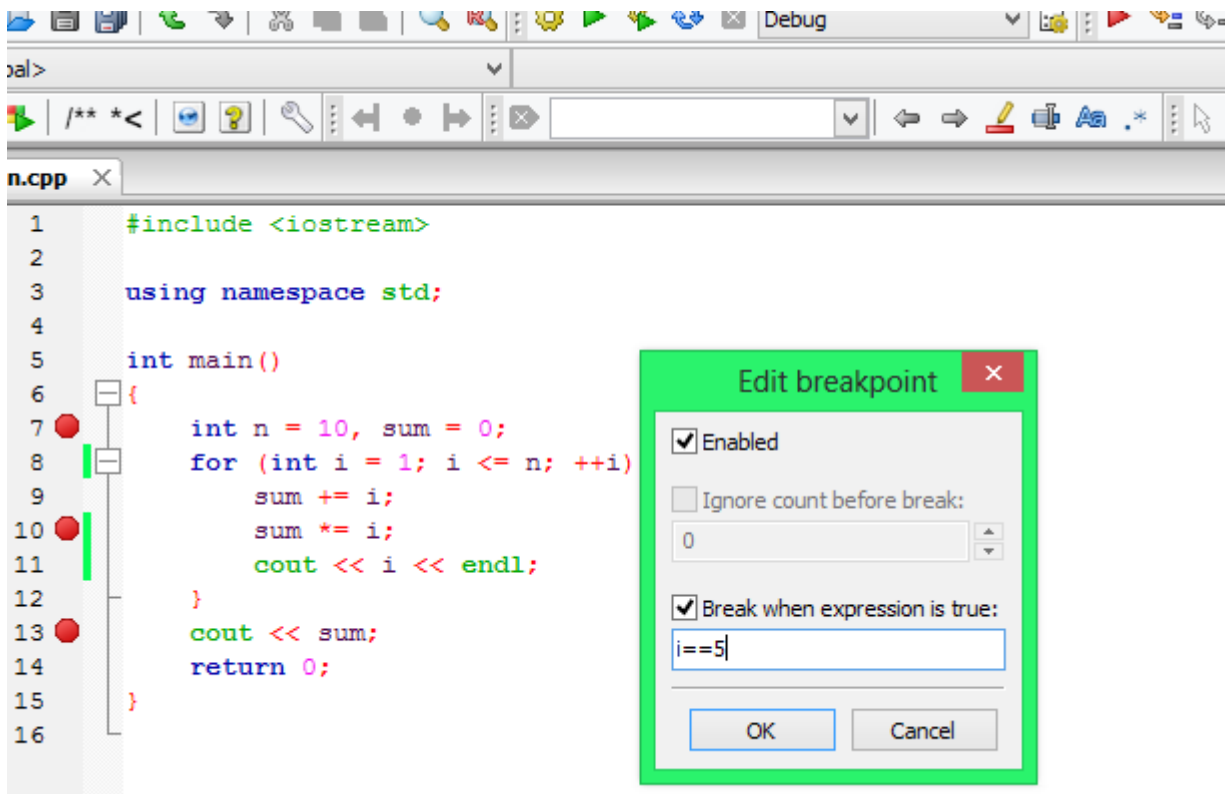 Debug
bal>
/** *<
Aa .*
n.cpp
1 #include <iostream>
2
3 using namespace std;
4
5 int main()
6 {
7 int n = 10, sum = 0;
8 for (int i = 1; i <= n; ++i)
9 sum += i;
10 sum *= i;
11 cout << i << endl;
12 }
13 cout << sum;
14 return 0;
15 }
16
Edit breakpoint
Enabled
Ignore count before break:
0
Break when expression is true:
i==5
OK Cancel